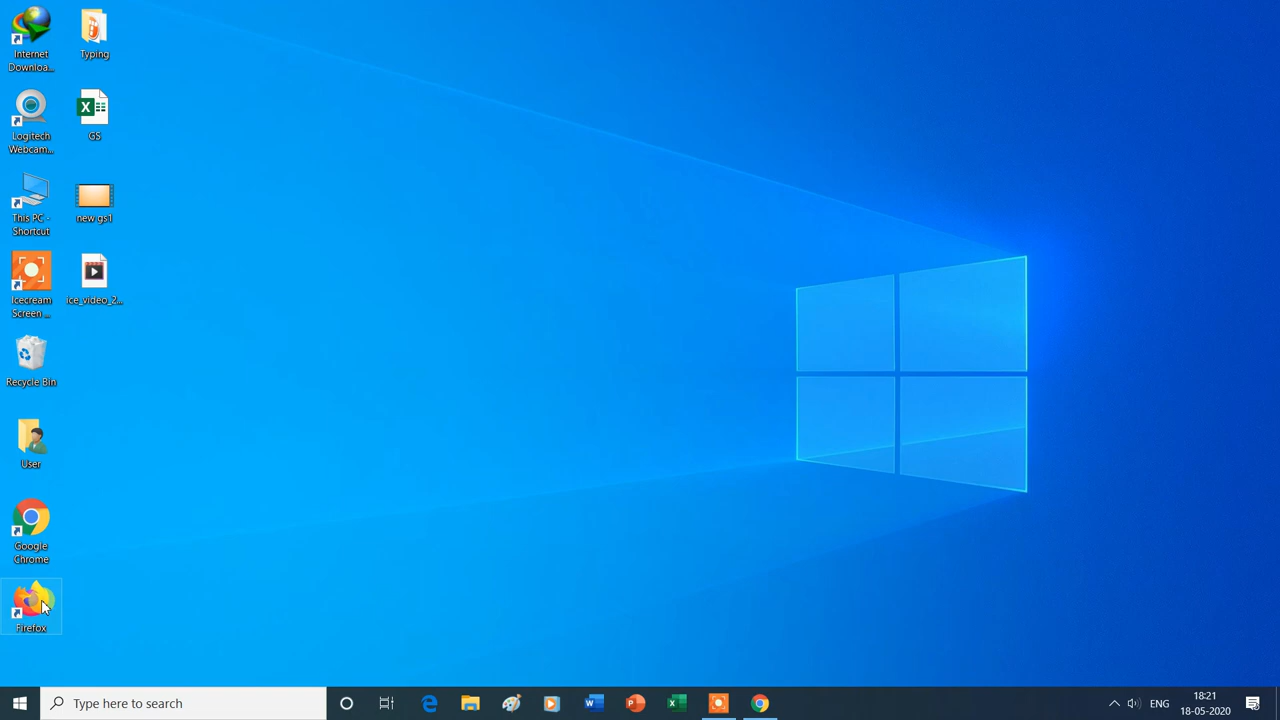 Internet
Downloa...
Typing
Logitech
Webcam...
GS
This PC -
Shortcut
new gs1
Icecream
Screen ...
ice_video_2...
Recycle Bin
User
Google
Chrome
Firefox
Type here to search
ENG
18:21
18-05-2020